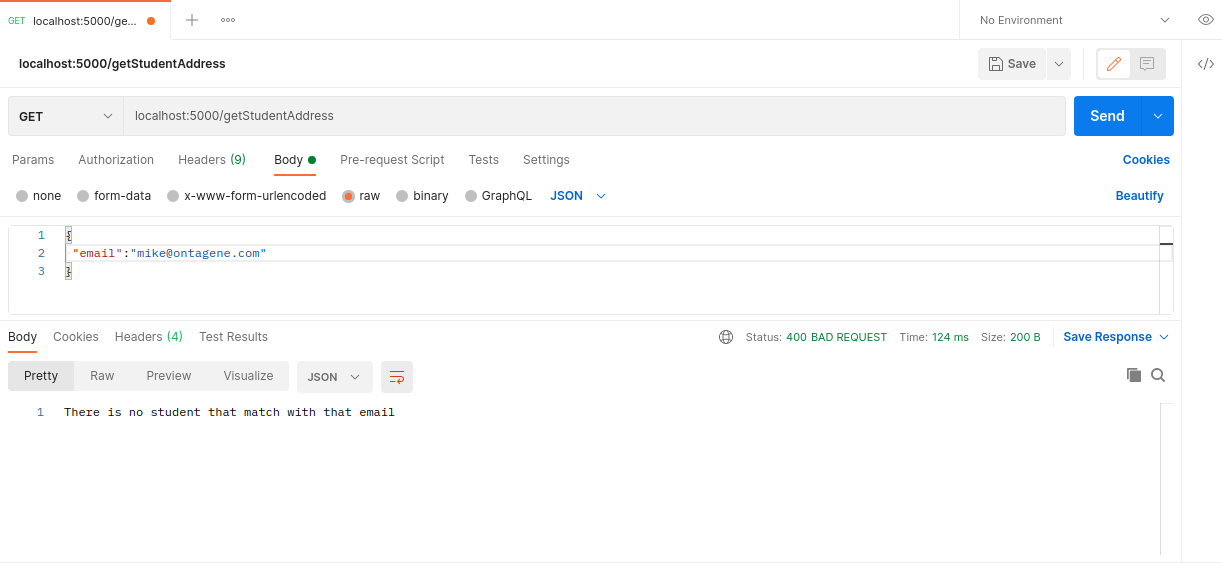 GET localhost:5000/ge... No Environment
localhost:5000/getStudentAddress Save
GET localhost:5000/getStudentAddress Send
Params Authorization Headers (9) Body Pre-request Script Tests Settings Cookies
none form-data x-www-form-urlencoded raw binary GraphQL JSON Beautify
1 {
2 "email":"mike@ontagene.com"
3 }
Body Cookies Headers (4) Test Results Status: 400 BAD REQUEST Time: 124 ms Size: 200 B Save Response
Pretty Raw Preview Visualize JSON
1 There is no student that match with that email